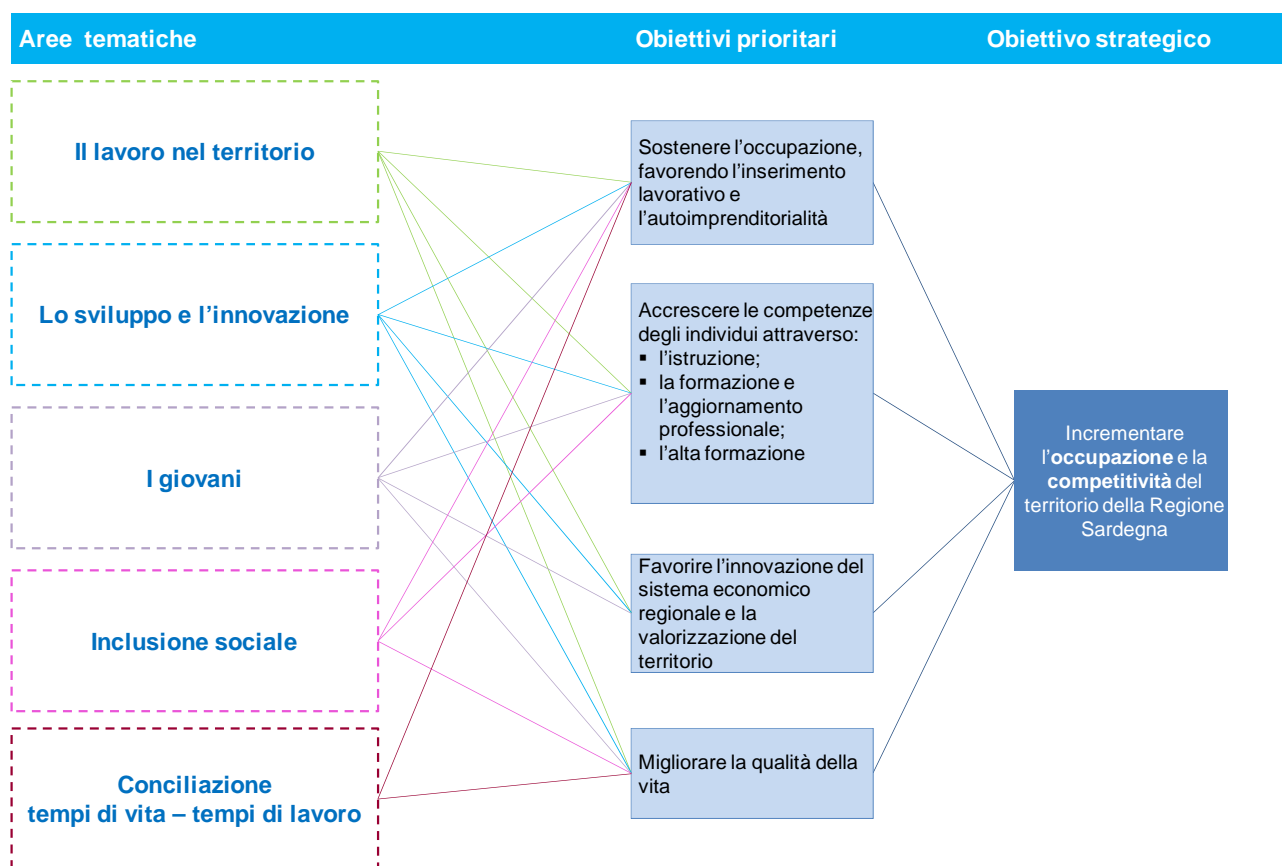 Aree tematiche
Obiettivi prioritari
Obiettivo strategico
Il lavoro nel territorio
Lo sviluppo e l’innovazione
I giovani
Inclusione sociale
Conciliazione
tempi di vita – tempi di lavoro
Sostenere l’occupazione,
favorendo l’inserimento
lavorativo e
l’autoimprenditorialità
Accrescere le competenze
degli individui attraverso:
▪ l’istruzione;
▪ la formazione e
l’aggiornamento
professionale;
▪ l’alta formazione
Favorire l’innovazione del
sistema economico
regionale e la
valorizzazione del
territorio
Migliorare la qualità della
vita
Incrementare
l’occupazione e la
competitività del
territorio della Regione
Sardegna